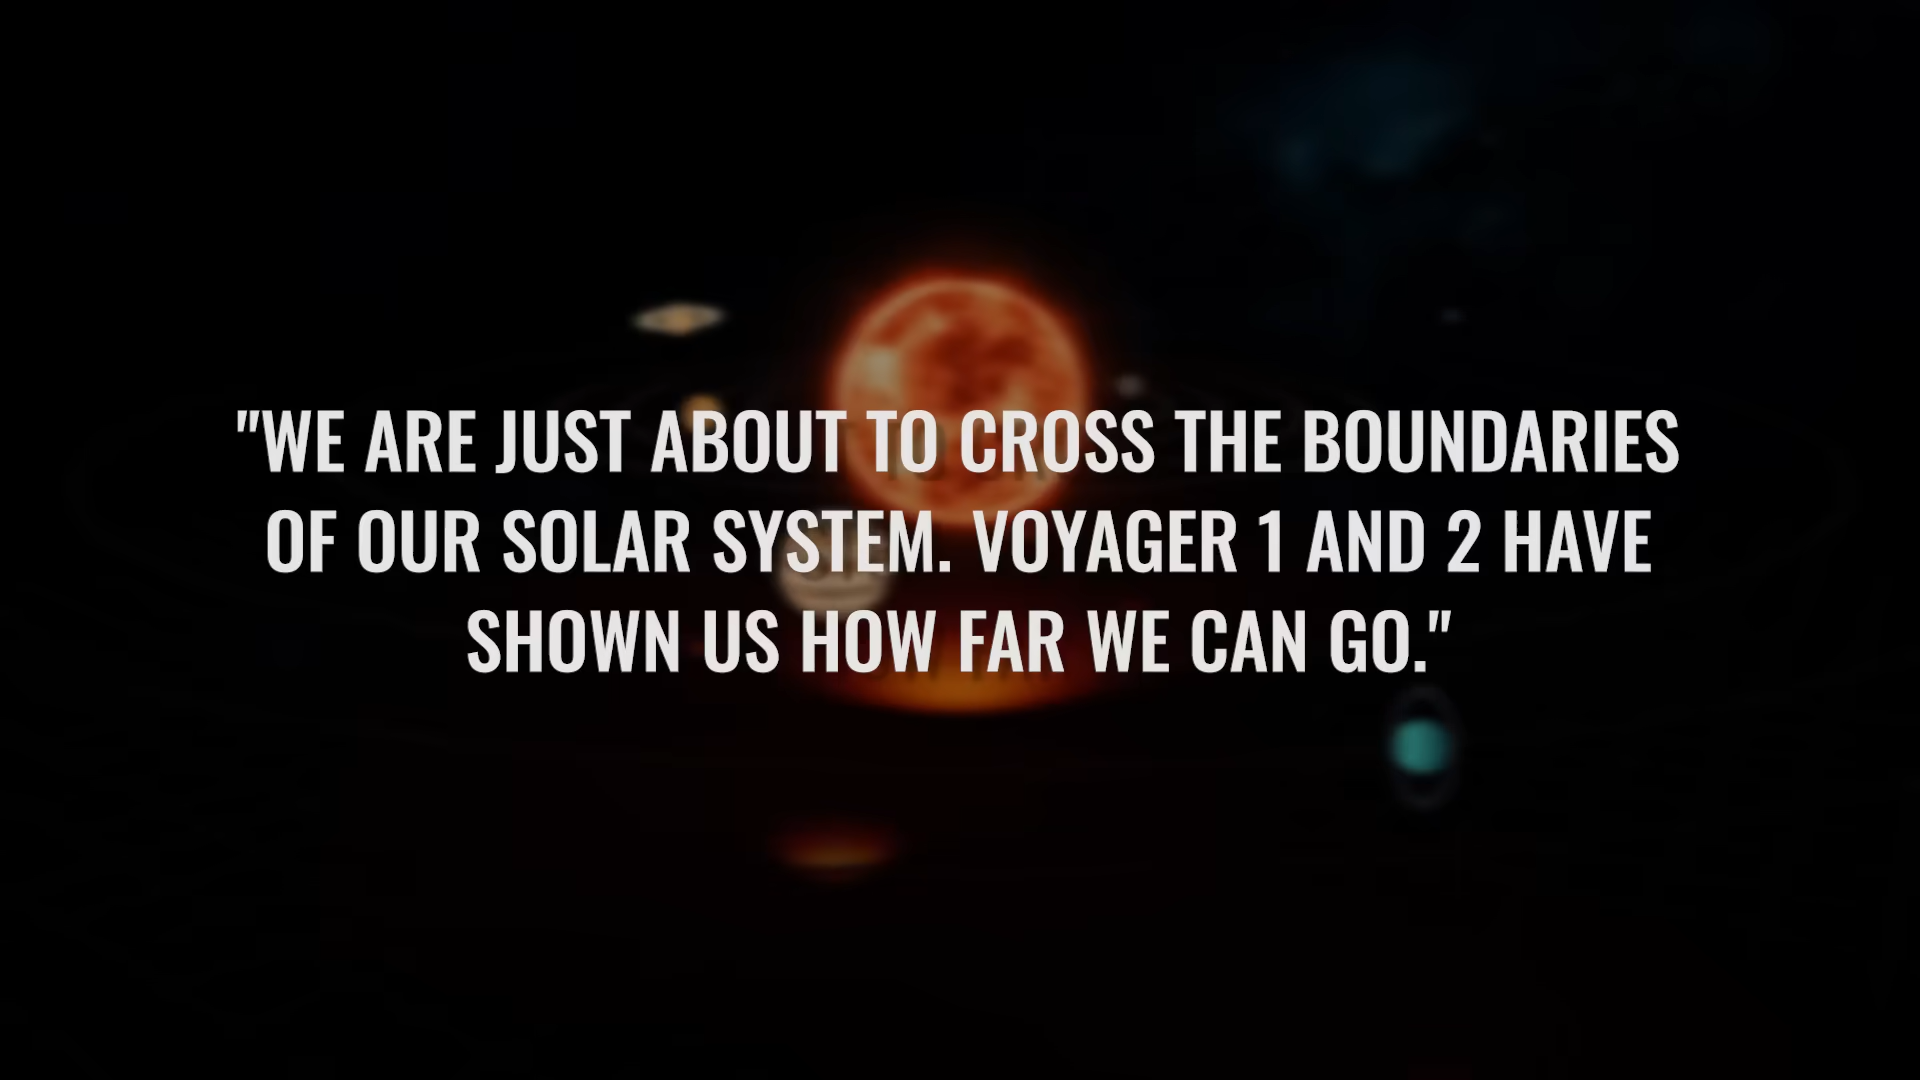 "WE ARE JUST ABOUT TO CROSS THE BOUNDARIES
OF OUR SOLAR SYSTEM. VOYAGER 1 AND 2 HAVE
SHOWN US HOW FAR WE CAN GO."